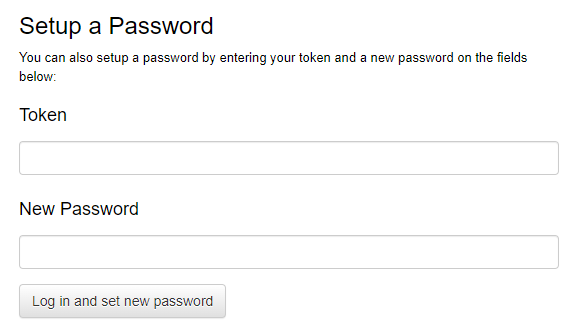 Setup a Password
You can also setup a password by entering your token and a new password on the fields
below:
Token
New Password
Log in and set new password